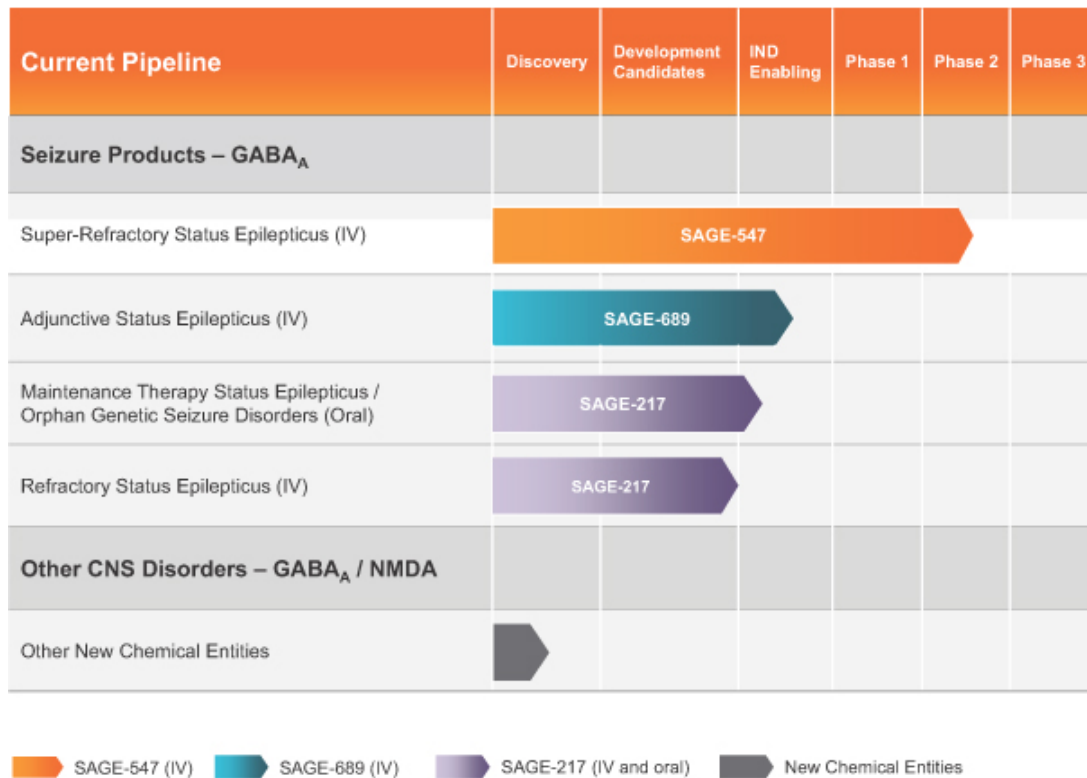 Current Pipeline
Discovery
Development
Candidates
IND
Enabling
Phase 1
Phase 2
Phase 3
Seizure Products – GABA_A
Super-Refractory Status Epilepticus (IV)
SAGE-547
Adjunctive Status Epilepticus (IV)
SAGE-689
Maintenance Therapy Status Epilepticus /
Orphan Genetic Seizure Disorders (Oral)
SAGE-217
Refractory Status Epilepticus (IV)
SAGE-217
Other CNS Disorders – GABA_A / NMDA
Other New Chemical Entities
SAGE-547 (IV)
SAGE-689 (IV)
SAGE-217 (IV and oral)
New Chemical Entities